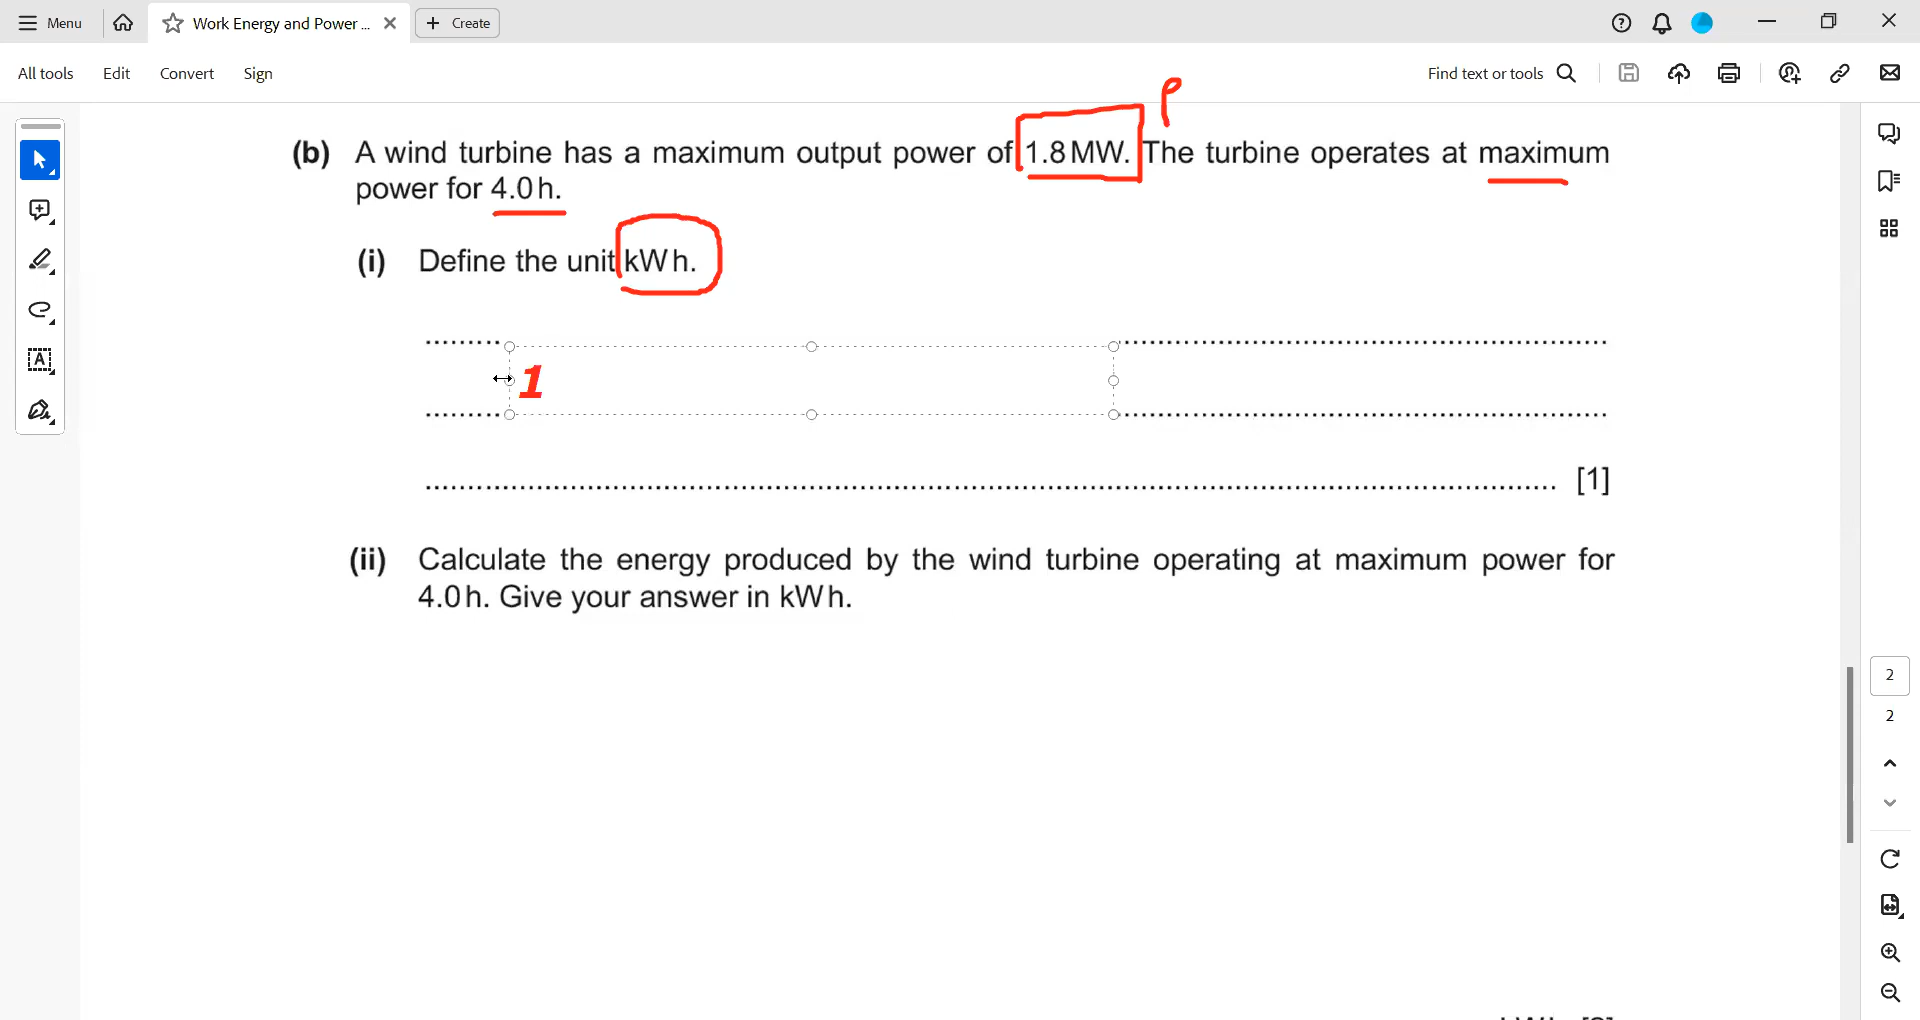 Menu
Work Energy and Power ...
Create
All tools
Edit
Convert
Sign
Find text or tools
P
(b) A wind turbine has a maximum output power of 1.8 MW. The turbine operates at maximum
power for 4.0 h.
(i) Define the unit kW h.
1
[1]
(ii) Calculate the energy produced by the wind turbine operating at maximum power for
4.0 h. Give your answer in kW h.
2
2